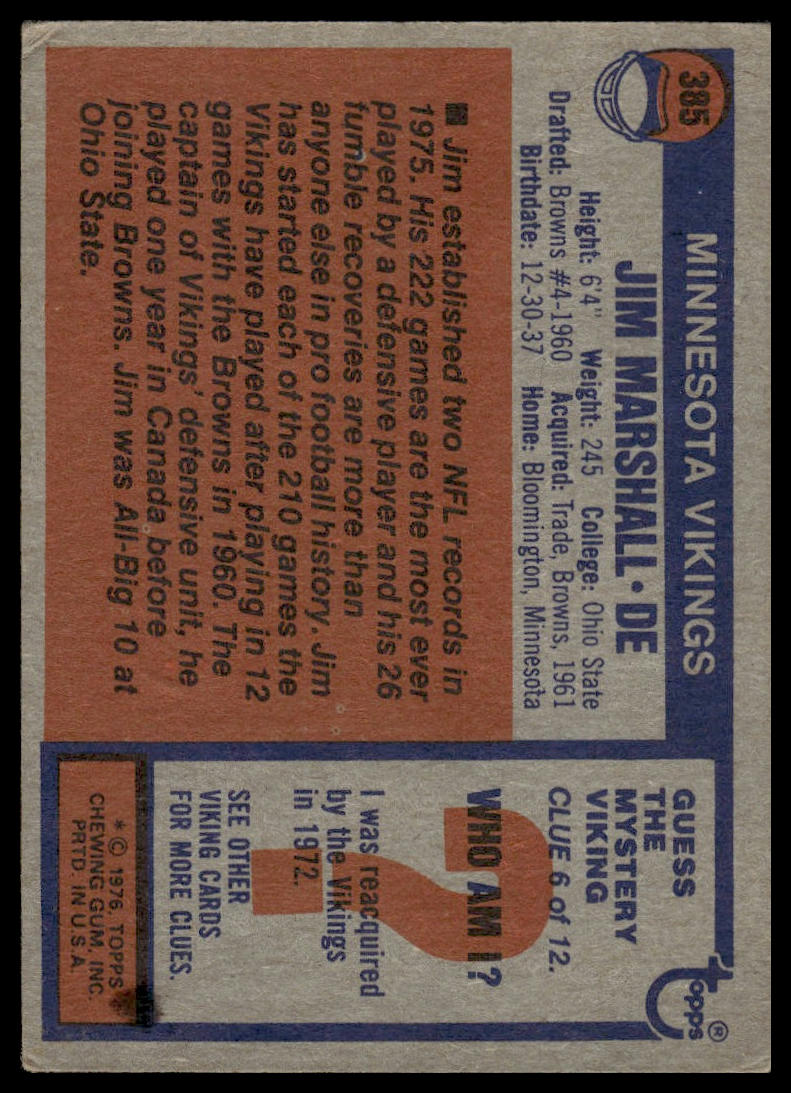 385
MINNESOTA VIKINGS
JIM MARSHALL • DE
Height: 6'4" Weight: 245 College: Ohio State
Drafted: Browns #4-1960 Acquired: Trade, Browns, 1961
Birthdate: 12-30-37 Home: Bloomington, Minnesota
■ Jim established two NFL records in
1975. His 222 games are the most ever
played by a defensive player and his 26
fumble recoveries are more than
anyone else in pro football history. Jim
has started each of the 210 games the
Vikings have played after playing in 12
games with the Browns in 1960. The
captain of Vikings' defensive unit, he
played one year in Canada before
joining Browns. Jim was All-Big 10 at
Ohio State.
topps®
GUESS
THE
MYSTERY
VIKING
CLUE 6 of 12.
WHO AM I?
I was reacquired
by the Vikings
in 1972.
SEE OTHER
VIKING CARDS
FOR MORE CLUES.
* © 1976, TOPPS
CHEWING GUM, INC.
PRTD. IN U.S.A.